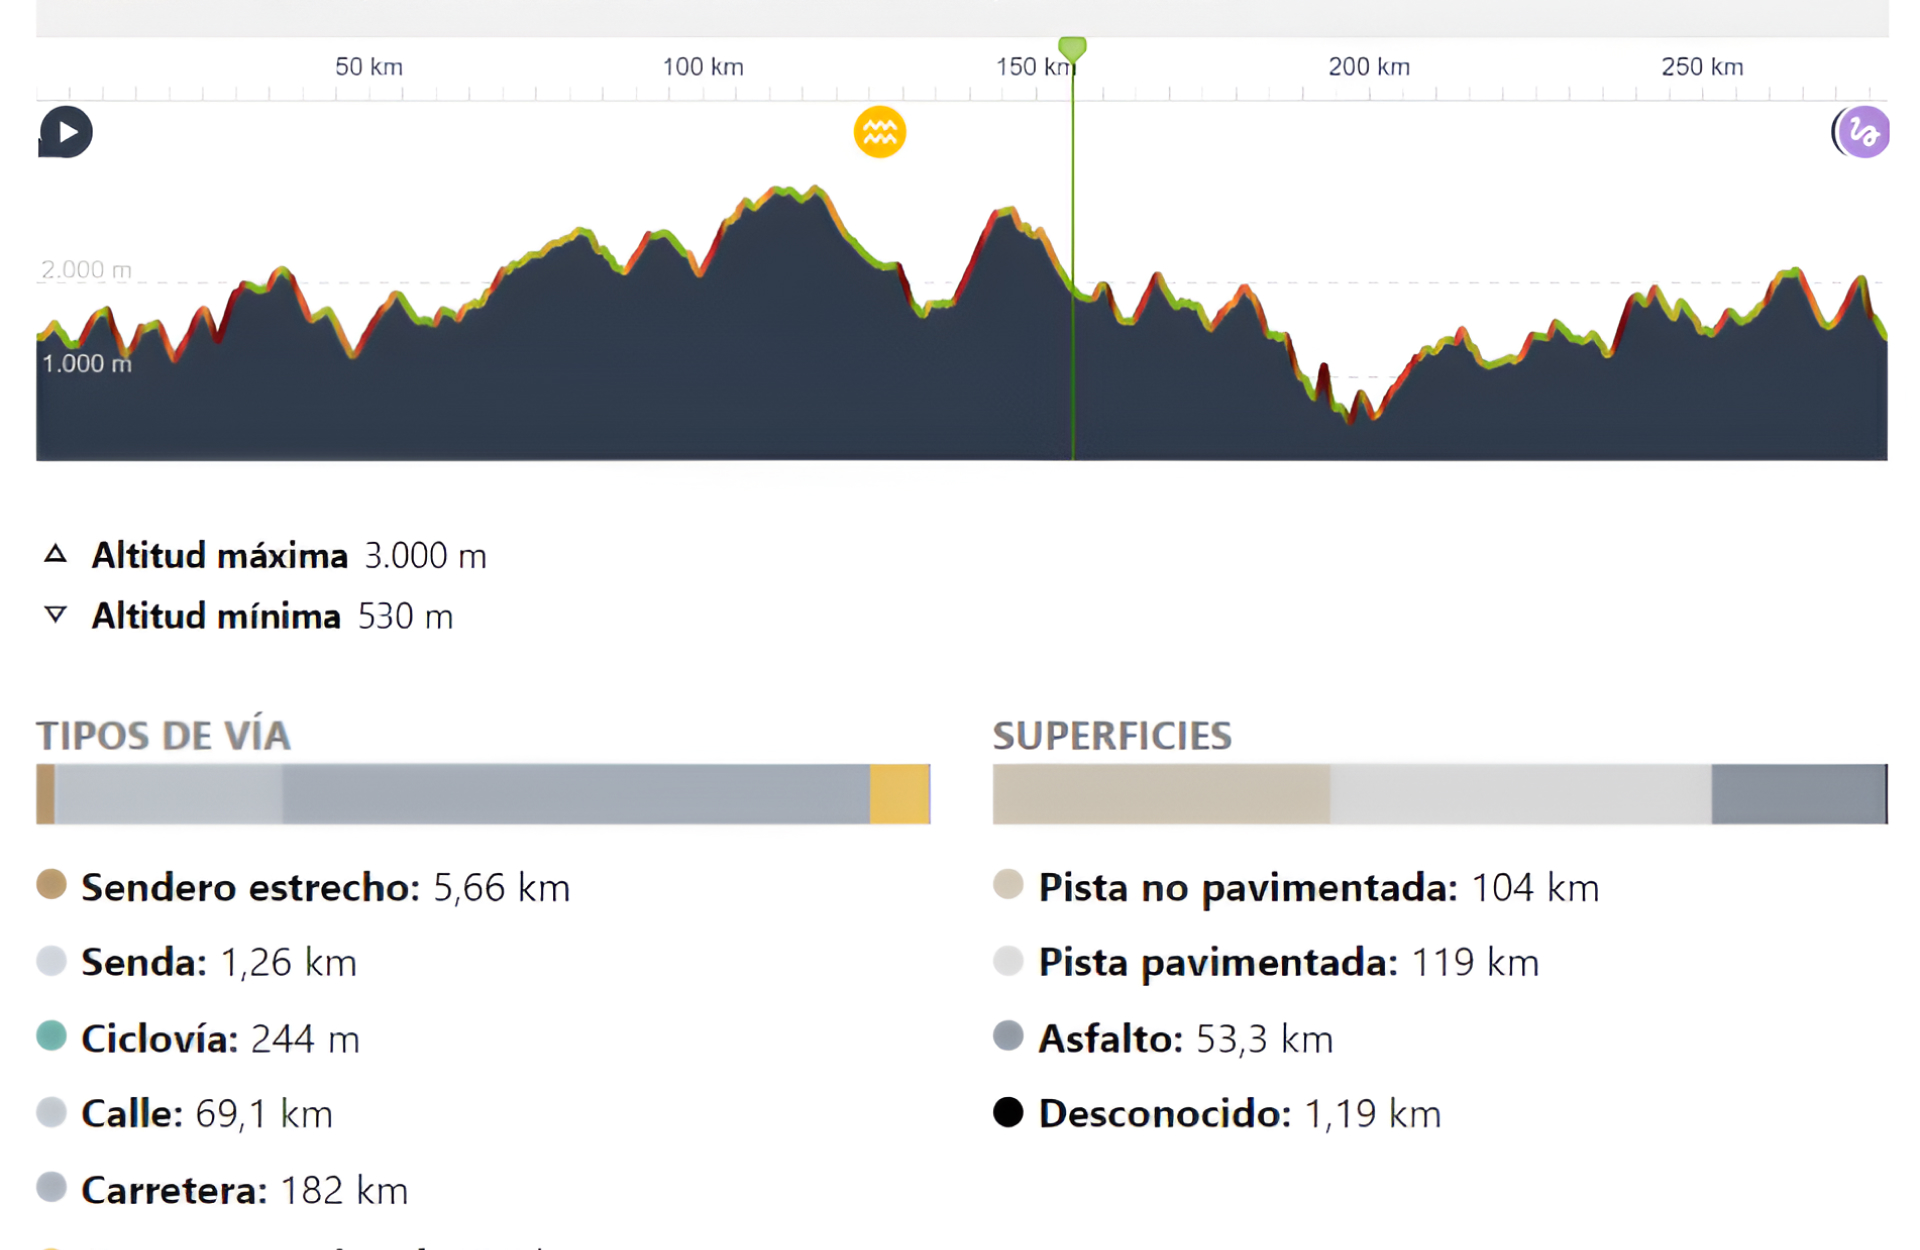 50 km 100 km 150 km 200 km 250 km
2.000 m
1.000 m
Altitud máxima 3.000 m
Altitud mínima 530 m
TIPOS DE VÍA
Sendero estrecho: 5,66 km
Senda: 1,26 km
Ciclovía: 244 m
Calle: 69,1 km
Carretera: 182 km
SUPERFICIES
Pista no pavimentada: 104 km
Pista pavimentada: 119 km
Asfalto: 53,3 km
Desconocido: 1,19 km